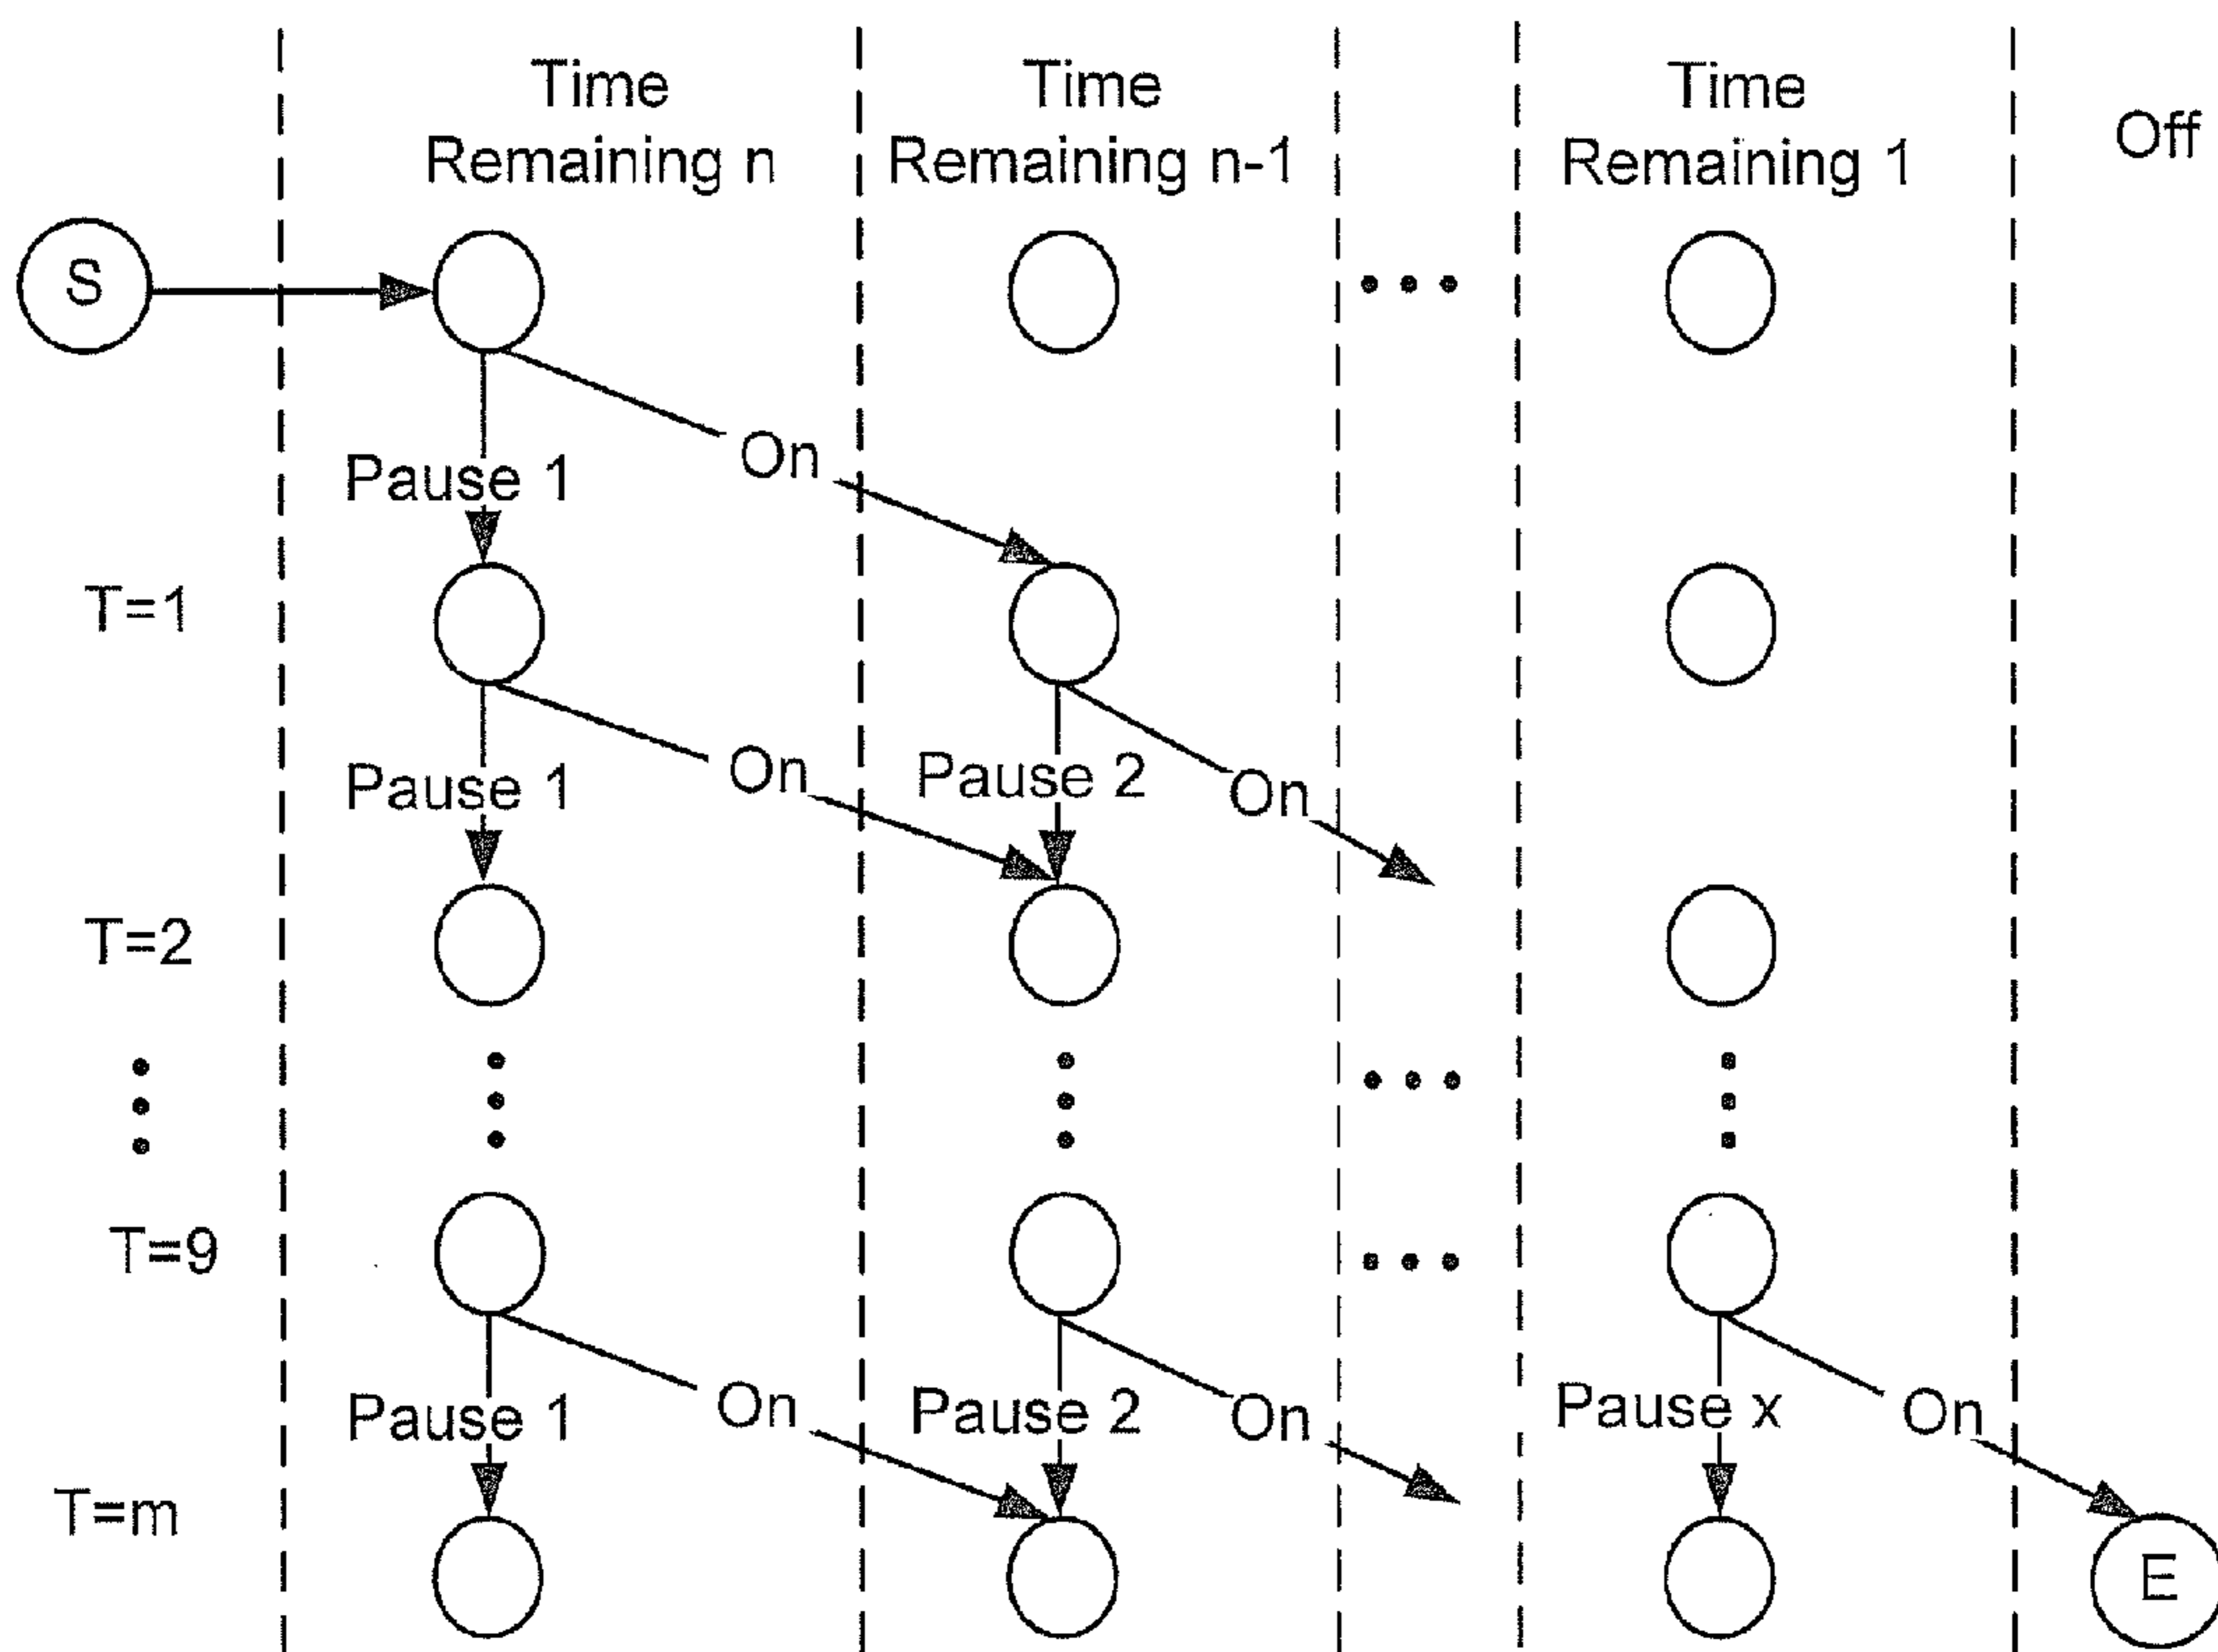 Time
Remaining n
Time
Remaining n-1
Time
Remaining 1
Off
S
On
Pause 1
T=1
On
Pause 1
Pause 2
On
T=2
T=9
On
Pause 1
Pause 2
On
Pause x
On
T=m
E